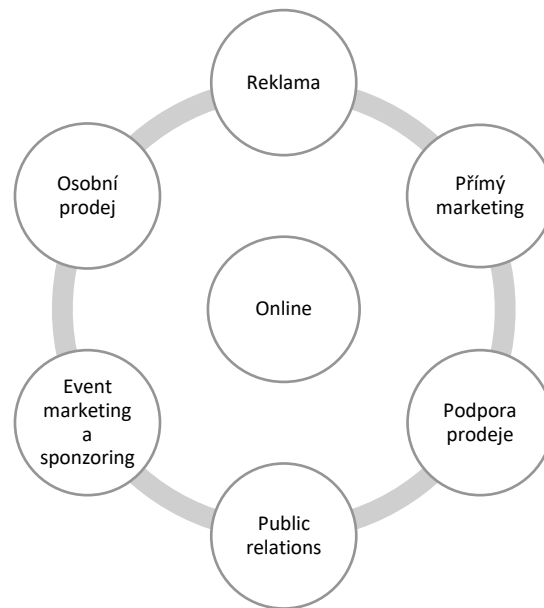 Reklama
Osobní
prodej
Přímý
marketing
Online
Event
marketing
a
sponzoring
Podpora
prodeje
Public
relations